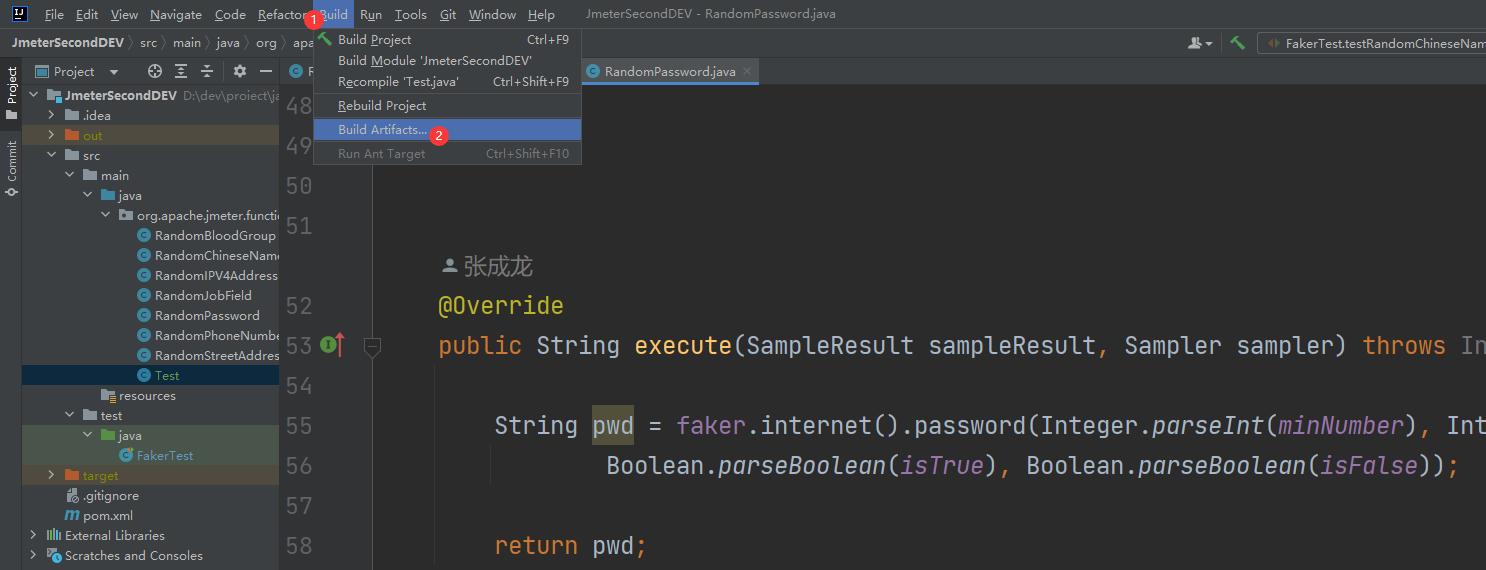 File Edit View Navigate Code Refactor Build Run Tools Git Window Help JmeterSecondDEV - RandomPassword.java
1
JmeterSecondDEV src main java org apa
FakerTest.testRandomChineseNam
Build Project Ctrl+F9
Build Module 'JmeterSecondDEV'
Recompile 'Test.java' Ctrl+Shift+F9
Rebuild Project
Build Artifacts...
2
Run Ant Target Ctrl+Shift+F10
Project
Commit
Project
RandomPassword.java
JmeterSecondDEV
.idea
out
src
main
java
org.apache.jmeter.functi
RandomBloodGroup
RandomChineseName
RandomIPV4Address
RandomJobField
RandomPassword
RandomPhoneNumbe
RandomStreetAddres
Test
resources
test
java
FakerTest
target
.gitignore
pom.xml
External Libraries
Scratches and Consoles
48
49
50
51
张成龙
52 @Override
53 public String execute(SampleResult sampleResult, Sampler sampler) throws In
54
55 String pwd = faker.internet().password(Integer.parseInt(minNumber), Int
56 Boolean.parseBoolean(isTrue), Boolean.parseBoolean(isFalse));
57
58 return pwd;